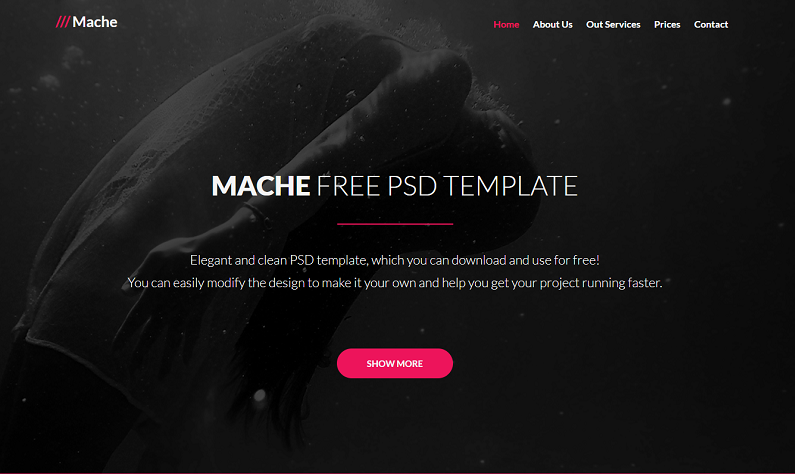 /// Mache
Home About Us Out Services Prices Contact
MACHE FREE PSD TEMPLATE
Elegant and clean PSD template, which you can download and use for free!
You can easily modify the design to make it your own and help you get your project running faster.
SHOW MORE